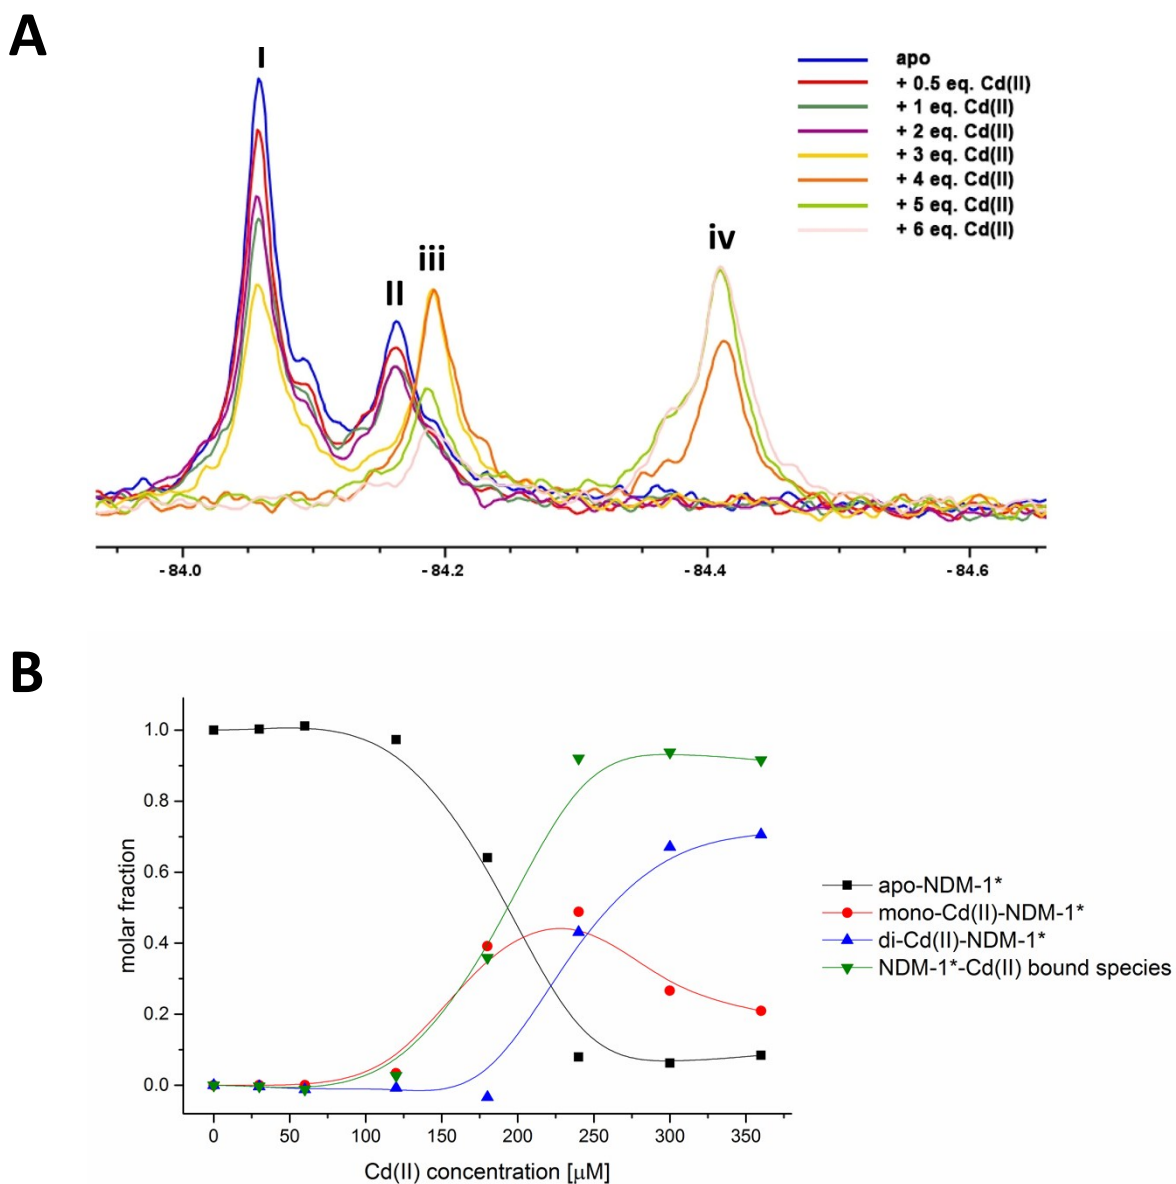 A
I
II
iii
iv
apo
+ 0.5 eq. Cd(II)
+ 1 eq. Cd(II)
+ 2 eq. Cd(II)
+ 3 eq. Cd(II)
+ 4 eq. Cd(II)
+ 5 eq. Cd(II)
+ 6 eq. Cd(II)
-84.0 -84.2 -84.4 -84.6
B
molar fraction
1.0
0.8
0.6
0.4
0.2
0.0
0 50 100 150 200 250 300 350
Cd(II) concentration [µM]
apo-NDM-1*
mono-Cd(II)-NDM-1*
di-Cd(II)-NDM-1*
NDM-1*-Cd(II) bound species